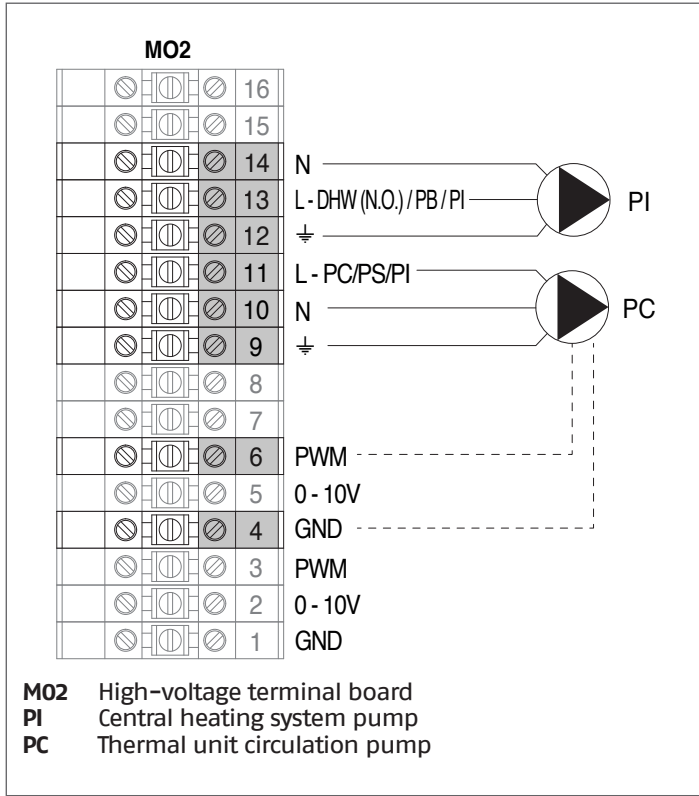 MO2
16
15
14 N
13 L - DHW (N.O.) / PB / PI PI
12 ⏚
11 L - PC/PS/PI
10 N PC
9 ⏚
8
7
6 PWM
5 0 - 10V
4 GND
3 PWM
2 0 - 10V
1 GND
MO2 High-voltage terminal board
PI Central heating system pump
PC Thermal unit circulation pump